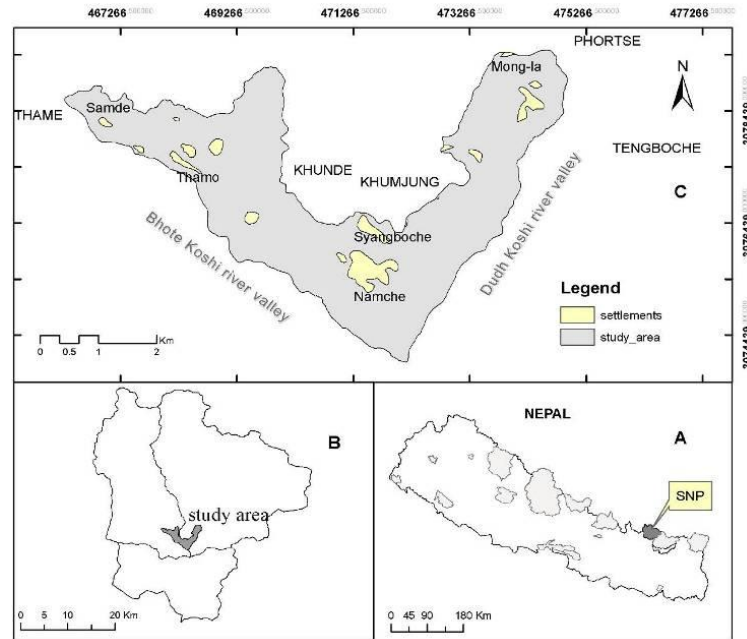 467266 469266 471266 473266 475266 477266
PHORTSE
Mong-la
N
Samde
THAME
TENGBOCHE
KHUNDE
Thamo
KHUMJUNG
C
Syangboche
Bhote Koshi river valley
Dudh Koshi river valley
Namche
Legend
settlements
study_area
0 0.5 1 2 Km
B
study area
0 5 10 20 Km
NEPAL
A
SNP
0 45 90 180 Km